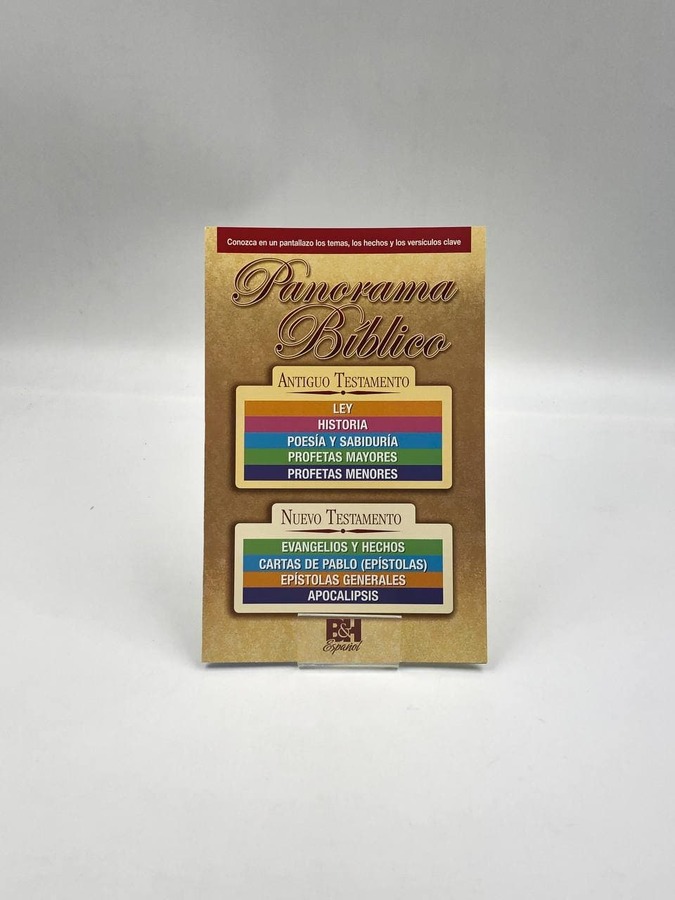 Conozca en un pantallazo los temas, los hechos y los versículos clave
Panorama
Bíblico
ANTIGUO TESTAMENTO
LEY
HISTORIA
POESÍA Y SABIDURÍA
PROFETAS MAYORES
PROFETAS MENORES
NUEVO TESTAMENTO
EVANGELIOS Y HECHOS
CARTAS DE PABLO (EPÍSTOLAS)
EPÍSTOLAS GENERALES
APOCALIPSIS
B&H
Español